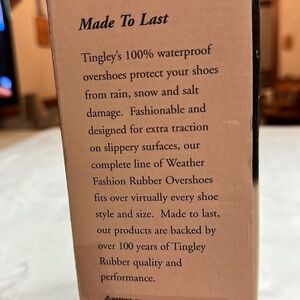 Made To Last
Tingley's 100% waterproof
overshoes protect your shoes
from rain, snow and salt
damage. Fashionable and
designed for extra traction
on slippery surfaces, our
complete line of Weather
Fashion Rubber Overshoes
fits over virtually every shoe
style and size. Made to last,
our products are backed by
over 100 years of Tingley
Rubber quality and
performance.